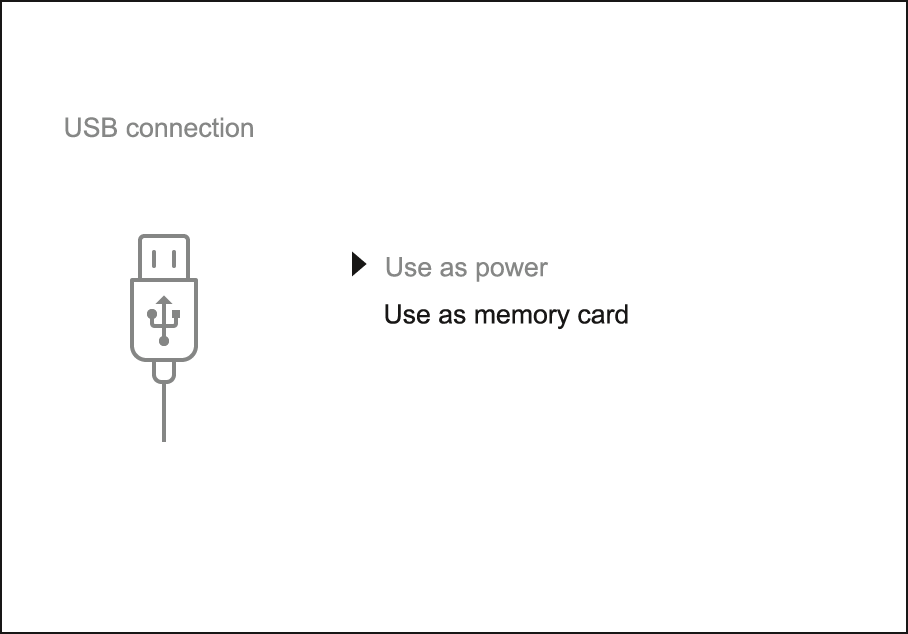 USB connection
Use as power
Use as memory card